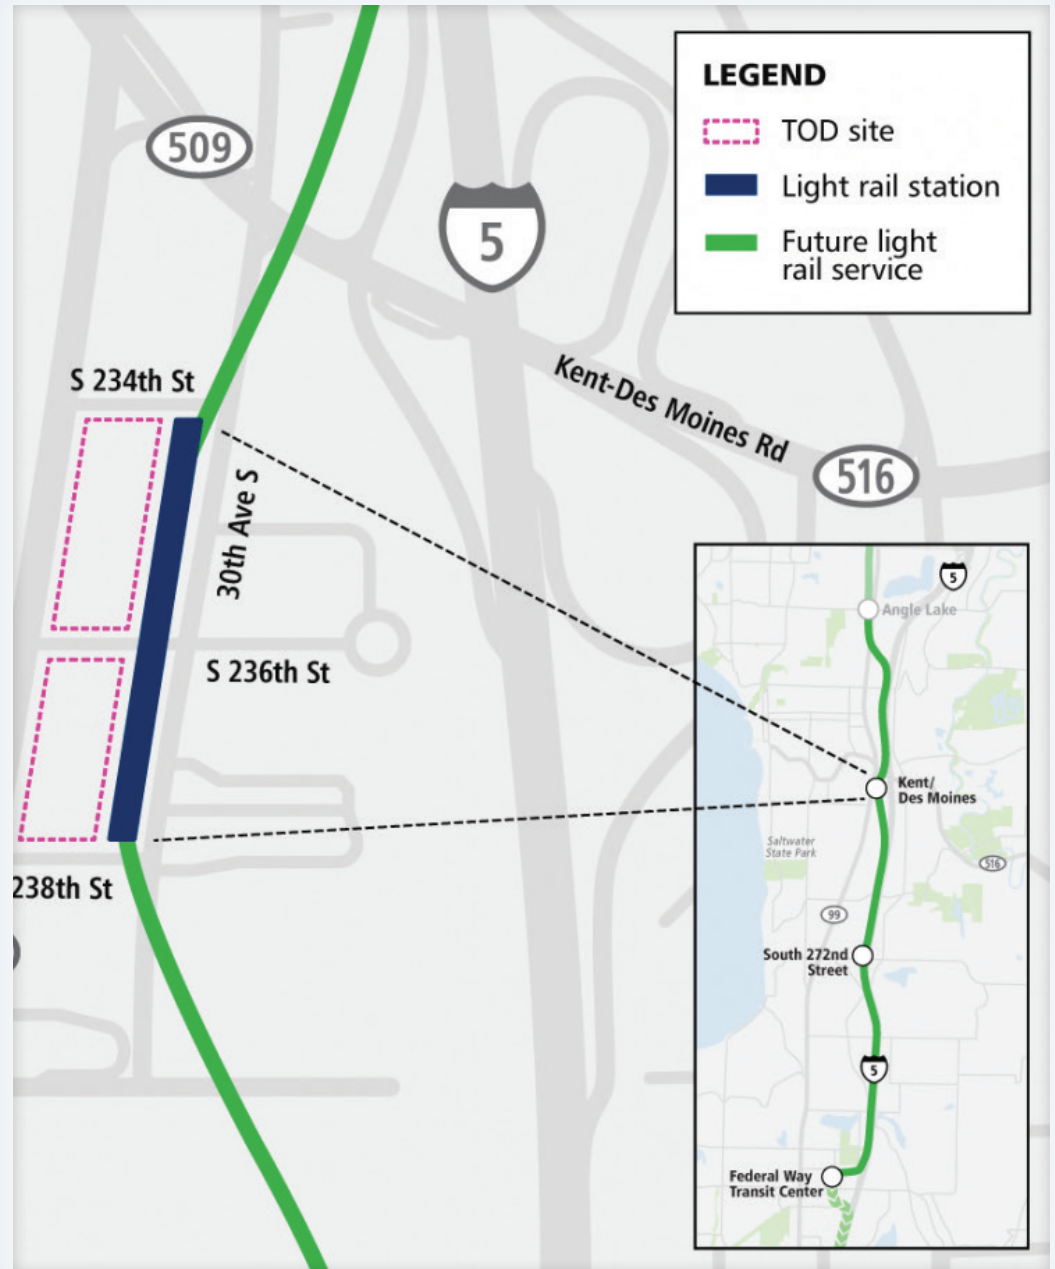 LEGEND
TOD site
Light rail station
Future light
rail service
509
5
S 234th St
Kent-Des Moines Rd
516
30th Ave S
S 236th St
238th St
5
Angle Lake
Kent/
Des Moines
Saltwater
State Park
516
99
South 272nd
Street
5
Federal Way
Transit Center